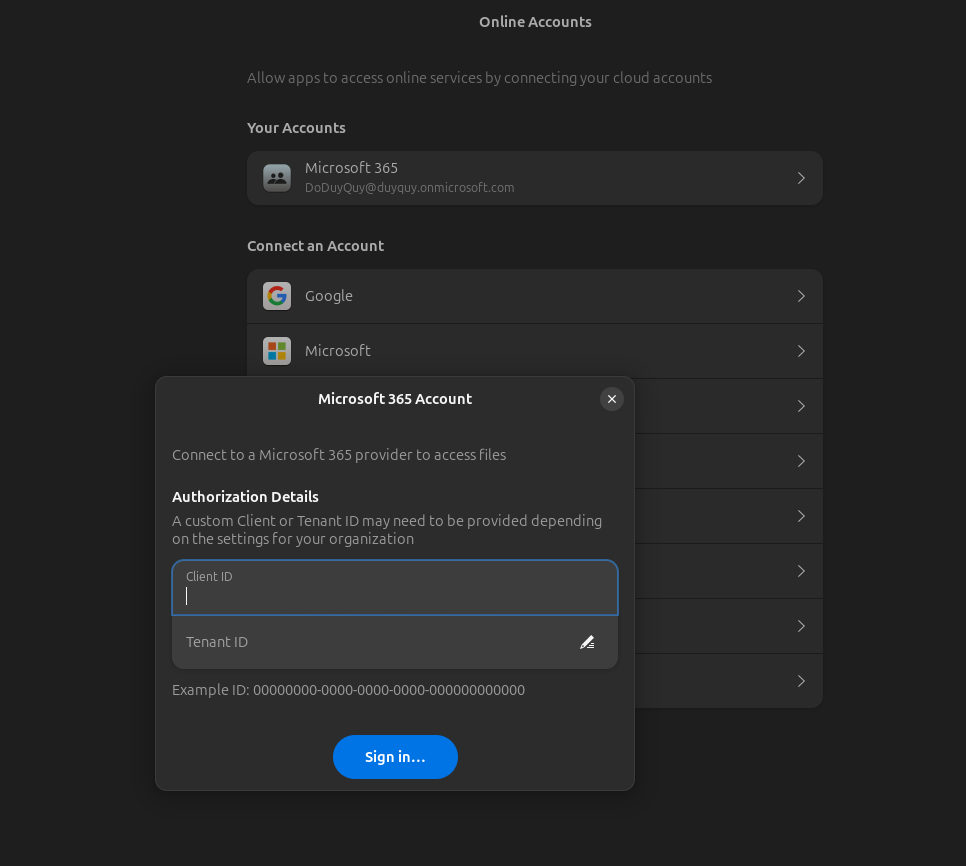 Online Accounts
Allow apps to access online services by connecting your cloud accounts
Your Accounts
Microsoft 365
DoDuyQuy@duyquy.onmicrosoft.com
Connect an Account
Google
Microsoft
Microsoft 365 Account
Connect to a Microsoft 365 provider to access files
Authorization Details
A custom Client or Tenant ID may need to be provided depending
on the settings for your organization
Client ID
Tenant ID
Example ID: 00000000-0000-0000-0000-000000000000
Sign in...